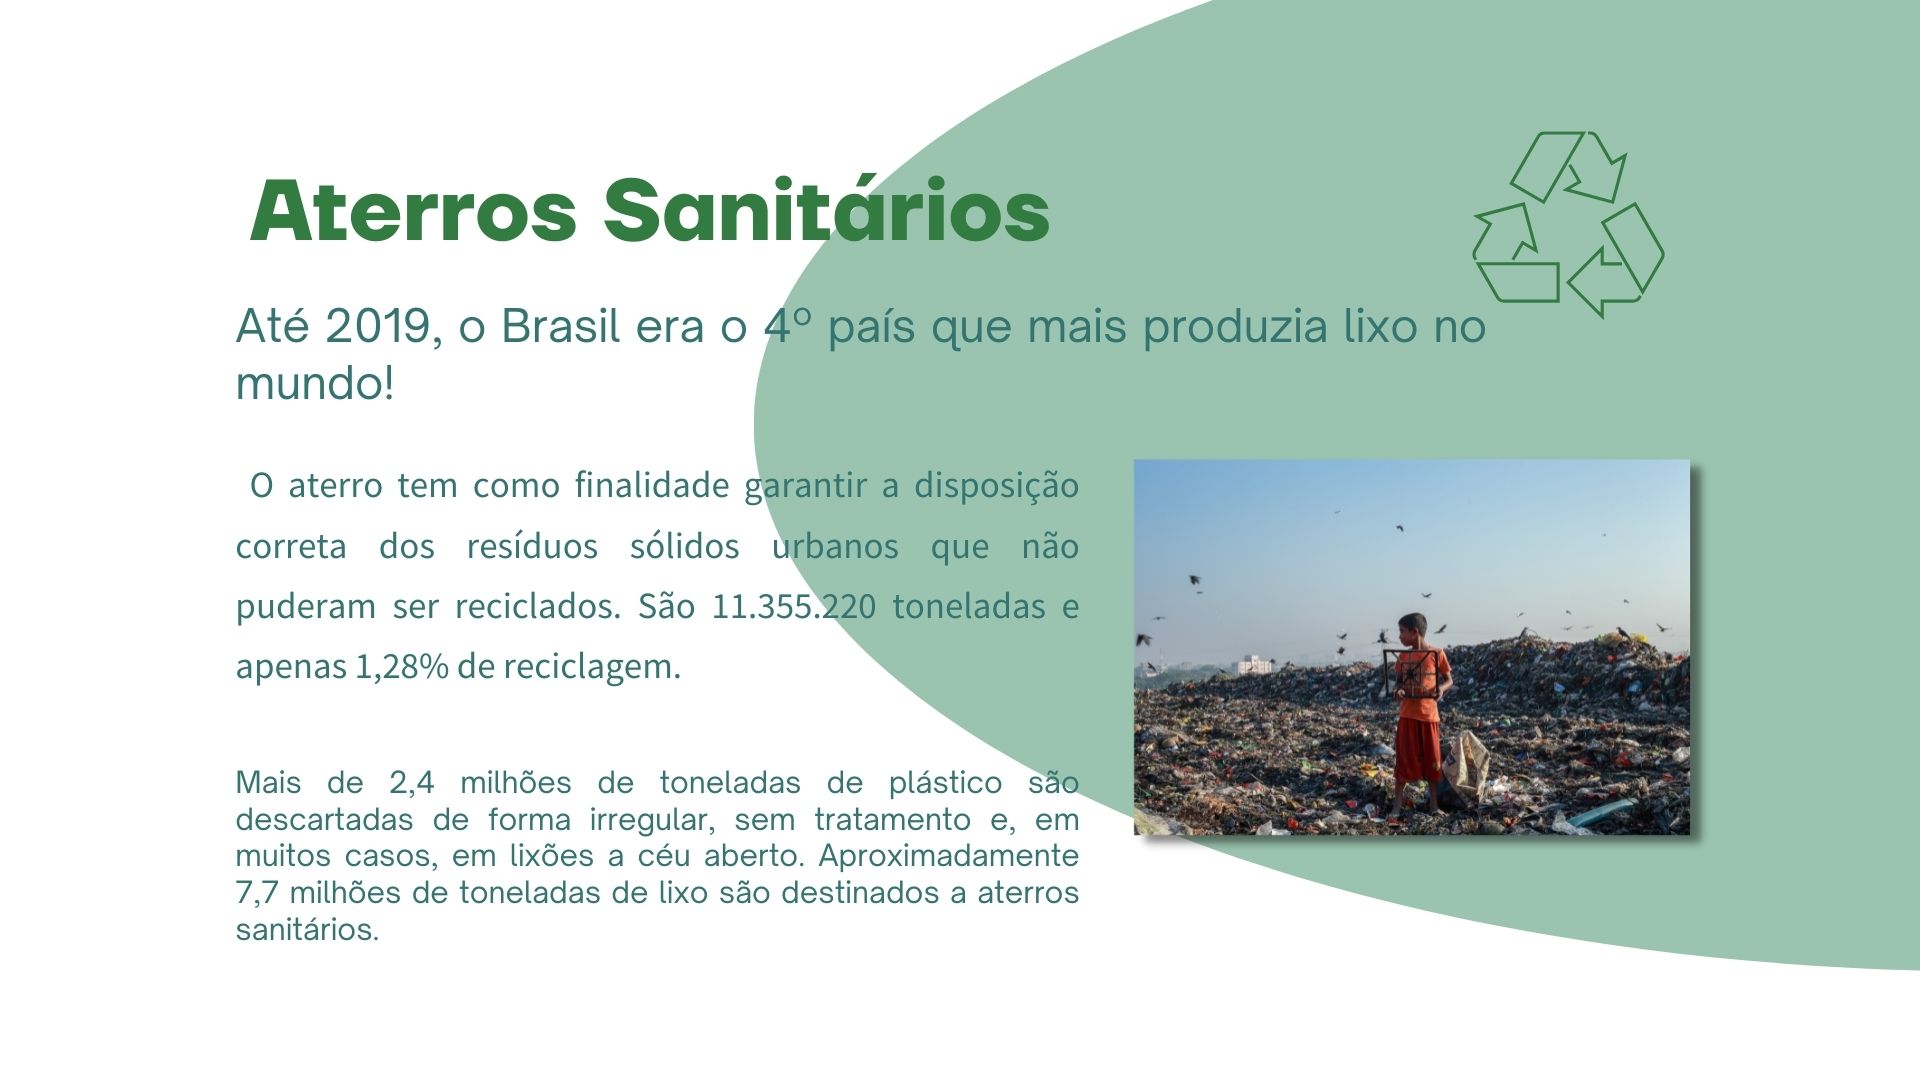 Aterros Sanitários
Até 2019, o Brasil era o 4º país que mais produzia lixo no
mundo!
O aterro tem como finalidade garantir a disposição
correta dos resíduos sólidos urbanos que não
puderam ser reciclados. São 11.355.220 toneladas e
apenas 1,28% de reciclagem.
Mais de 2,4 milhões de toneladas de plástico são
descartadas de forma irregular, sem tratamento e, em
muitos casos, em lixões a céu aberto. Aproximadamente
7,7 milhões de toneladas de lixo são destinados a aterros
sanitários.